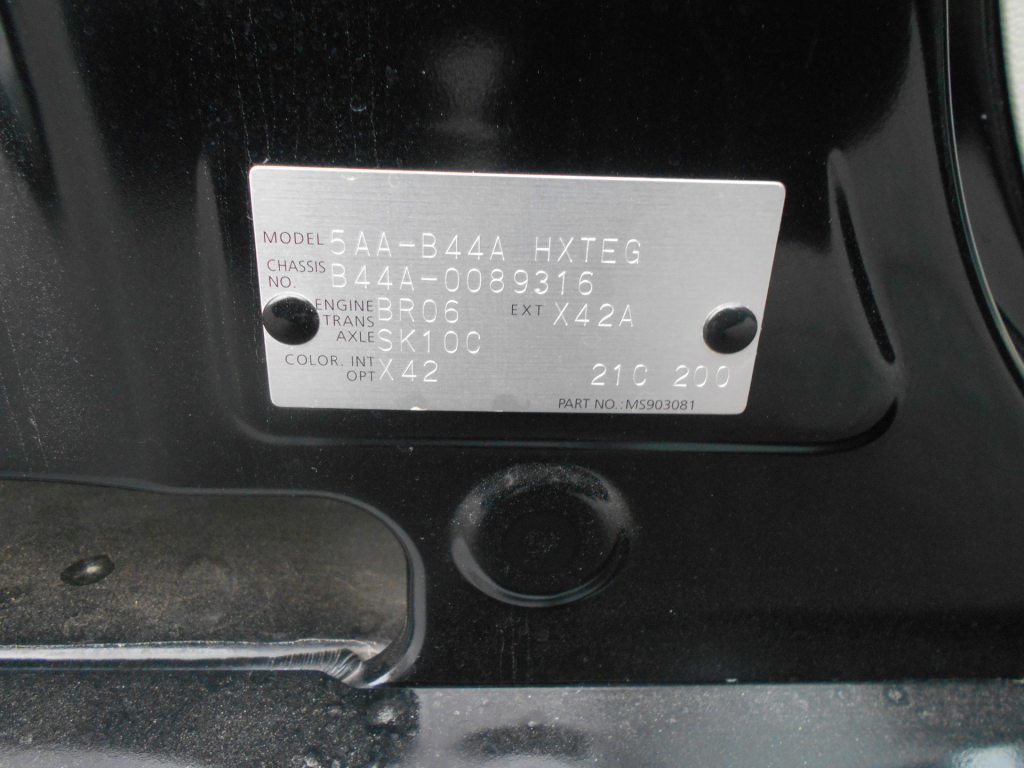 MODEL 5AA-B44A HXTEG
CHASSIS NO. B44A-0089316
ENGINE BR06 EXT X42A
TRANS AXLE SK10C
COLOR. INT OPT X42 21C 200
PART NO.:MS903081